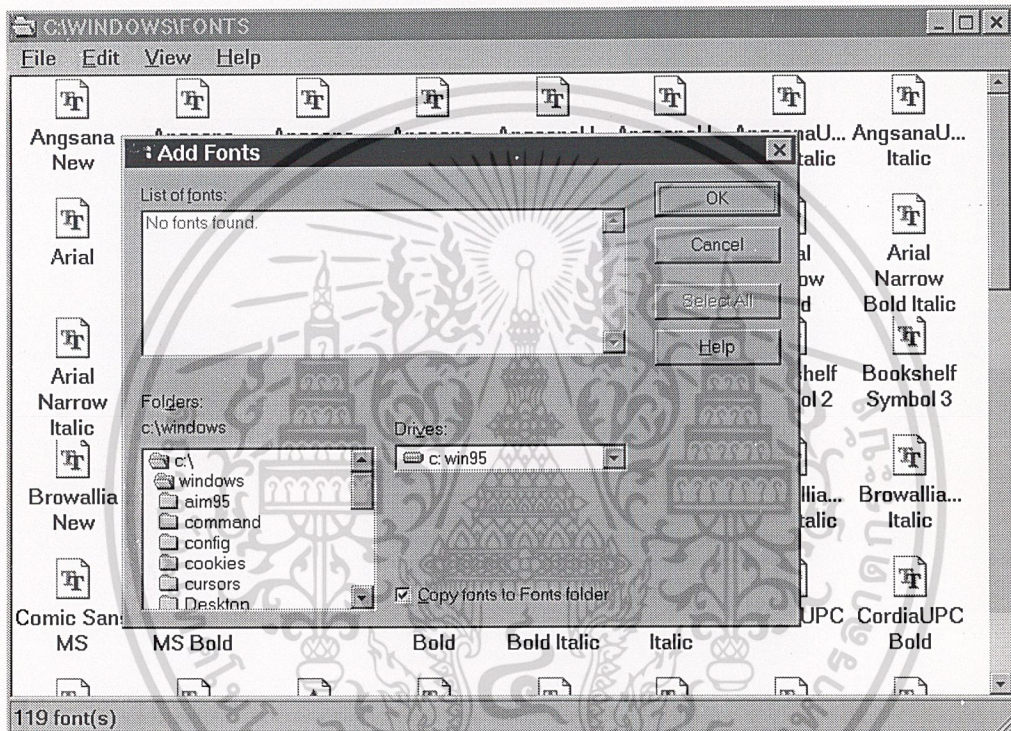 C:\WINDOWS\FONTS
File Edit View Help
Angsana New
AngsanaU... Italic
Add Fonts
List of fonts:
No fonts found.
OK
Cancel
Select All
Help
Folders:
c:\windows
c:\
windows
aim95
command
config
cookies
cursors
Desktop
Drives:
c: win95
Copy fonts to Fonts folder
Arial
Arial
Narrow
Bold Italic
Arial
Narrow
Italic
Bookshelf
Symbol 3
Browallia
New
Browallia...
Italic
Comic Sans
MS
MS Bold
Bold
Bold Italic
Italic
UPC
CordiaUPC
Bold
119 font(s)